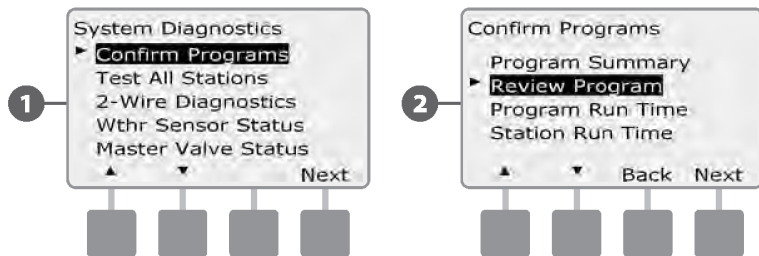 1
System Diagnostics
Confirm Programs
Test All Stations
2-Wire Diagnostics
Wthr Sensor Status
Master Valve Status
Next
2
Confirm Programs
Program Summary
Review Program
Program Run Time
Station Run Time
Back Next